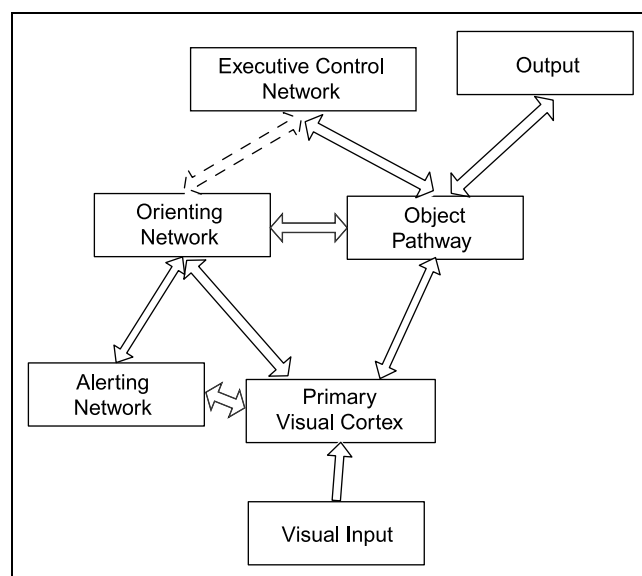 Executive Control
Network
Output
Orienting
Network
Object
Pathway
Alerting
Network
Primary
Visual Cortex
Visual Input